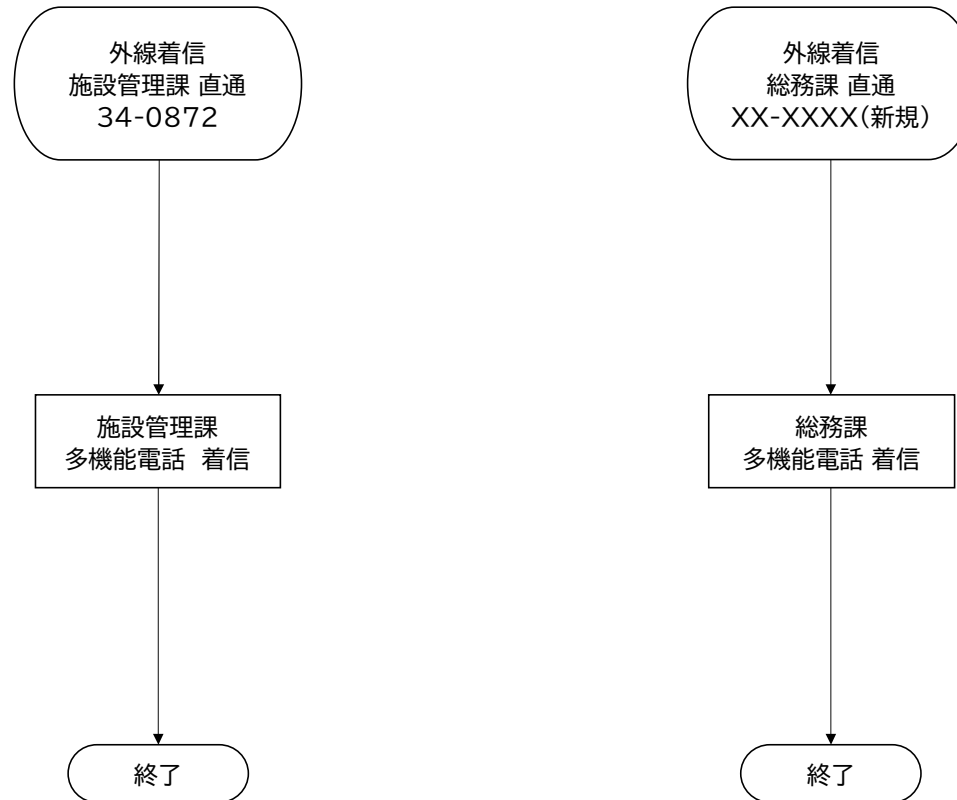 外線着信
施設管理課 直通
34-0872
施設管理課
多機能電話 着信
終了
外線着信
総務課 直通
XX-XXXX(新規)
総務課
多機能電話 着信
終了